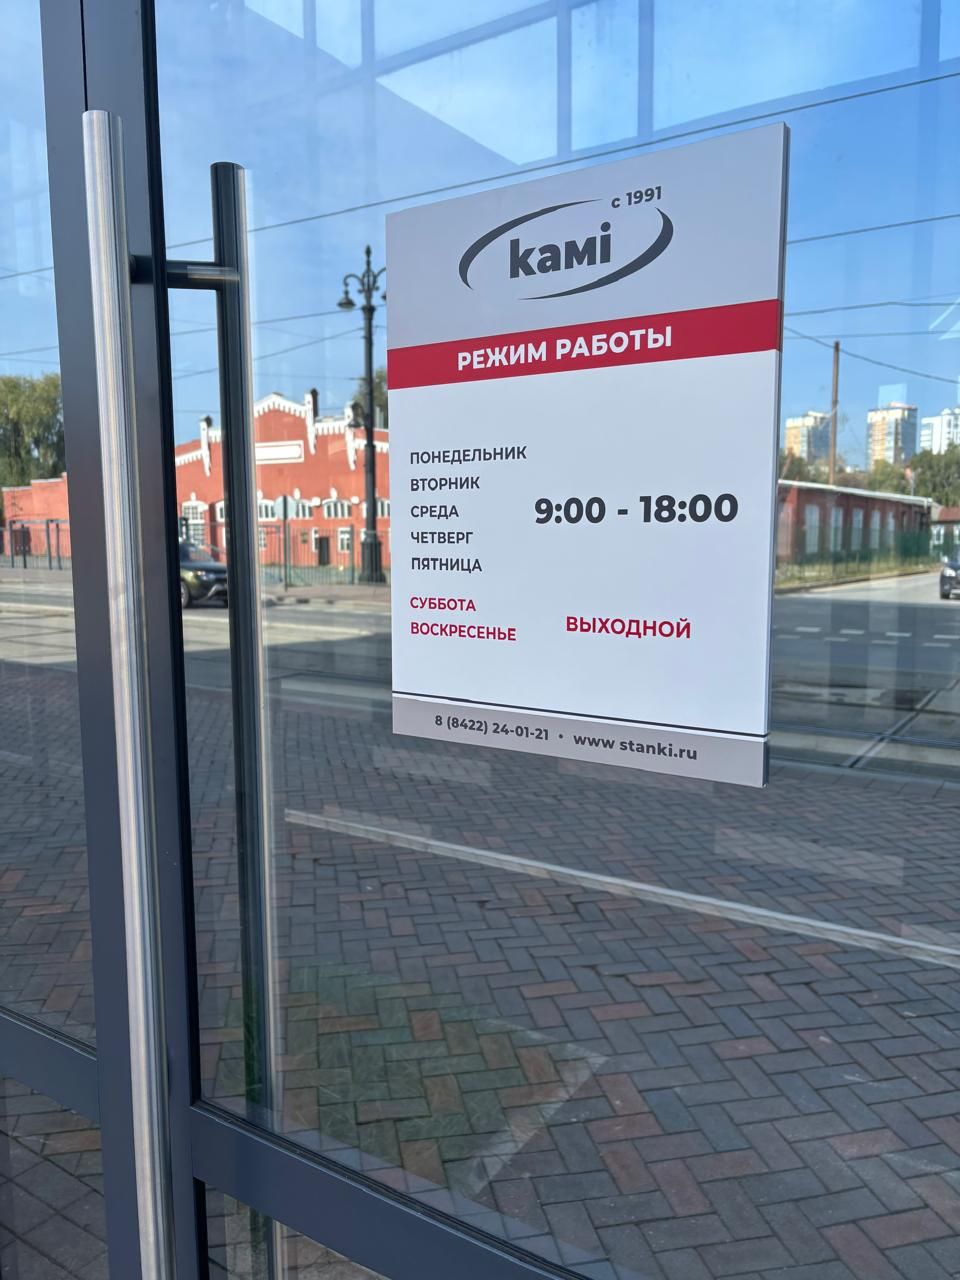 с 1991
kaмi
РЕЖИМ РАБОТЫ
ПОНЕДЕЛЬНИК
ВТОРНИК
СРЕДА
ЧЕТВЕРГ
ПЯТНИЦА
9:00 - 18:00
СУББОТА
ВОСКРЕСЕНЬЕ
ВЫХОДНОЙ
8 (8422) 24-01-21 • www stanki.ru